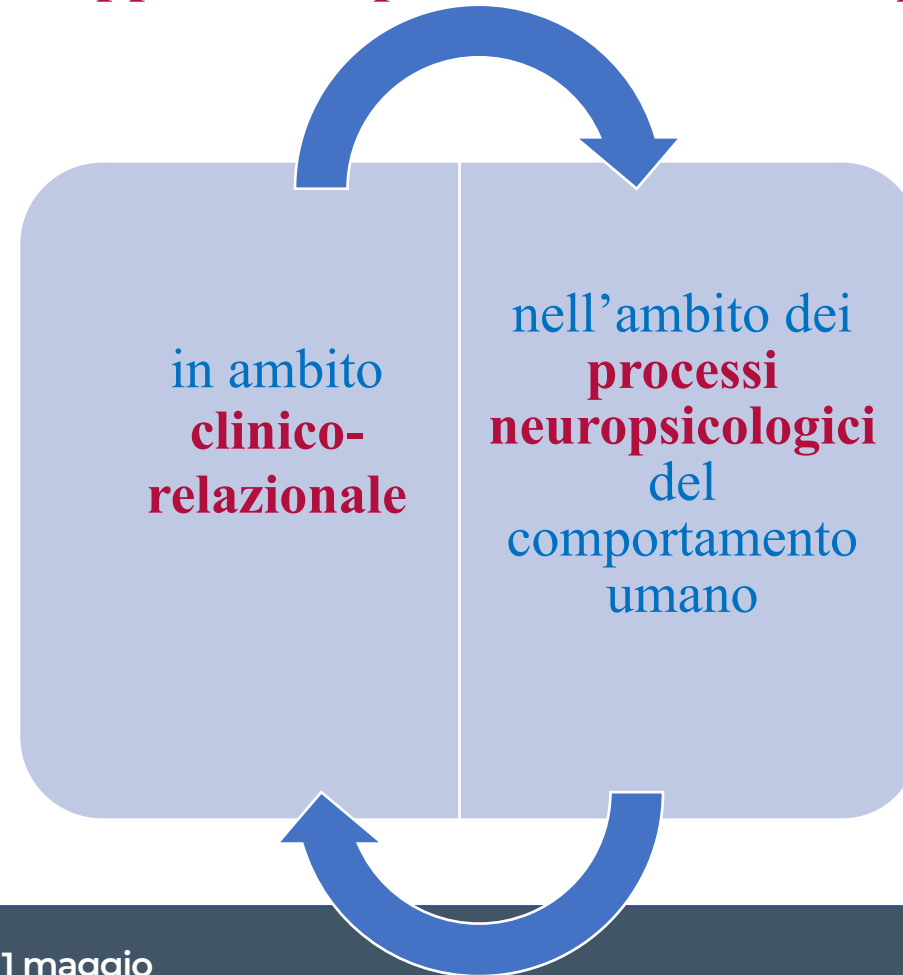 in ambito
clinico-
relazionale
nell’ambito dei
processi
neuropsicologici
del
comportamento
umano
1 maggio